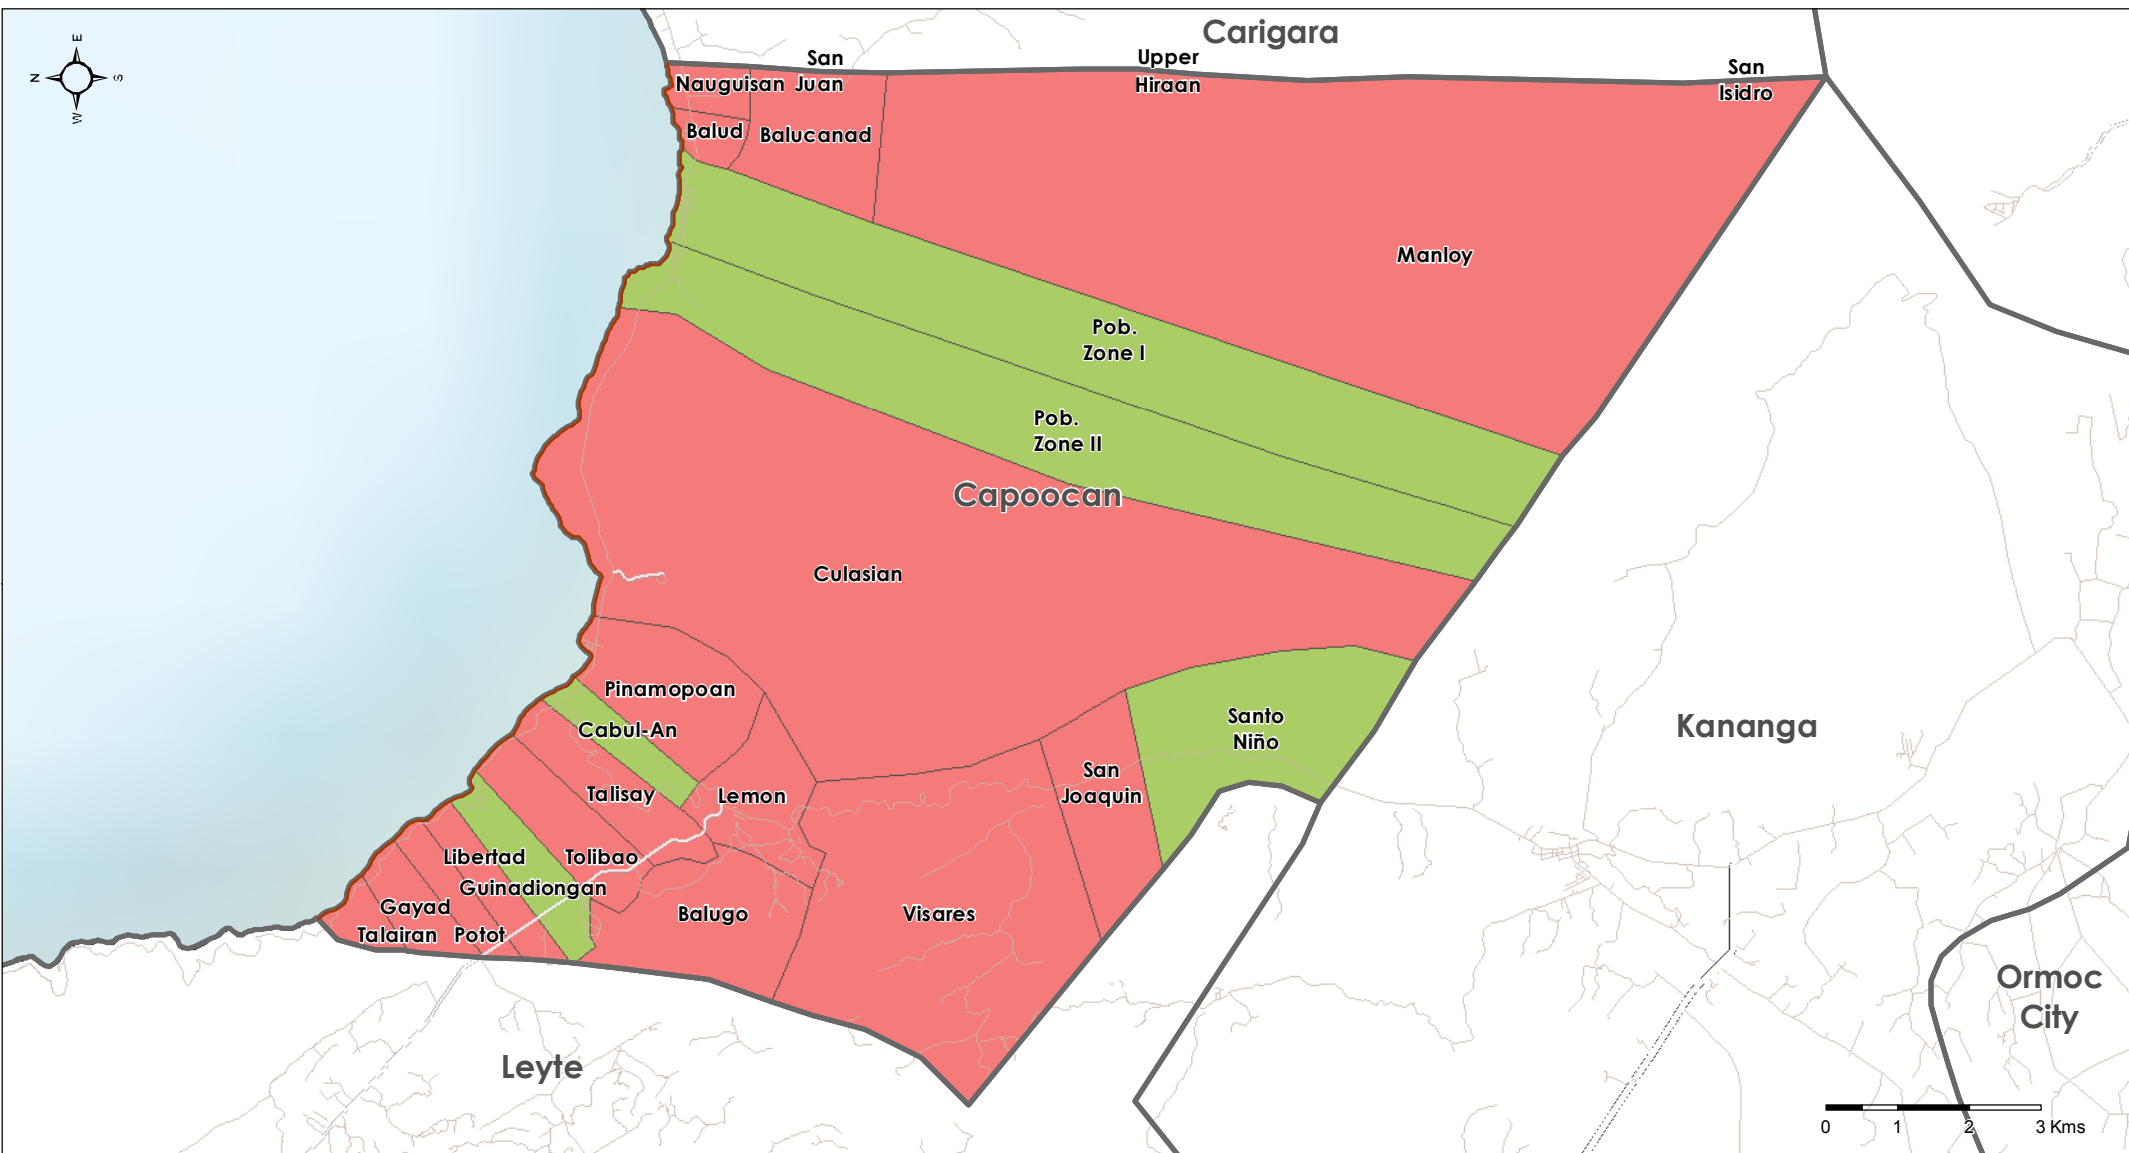 Carigara
E
N
S
W
San
Juan
Upper
Hiraan
San
Isidro
Nauguisan
Balud
Balucanad
Manloy
Pob.
Zone I
Pob.
Zone II
Capoocan
Culasian
Pinamopoan
Cabul-An
Santo
Niño
Kananga
San
Joaquin
Talisay
Lemon
Libertad
Tolibao
Guinadiongan
Gayad
Balugo
Visares
Talairan
Potot
Ormoc
City
Leyte
0 1 2 3 Kms